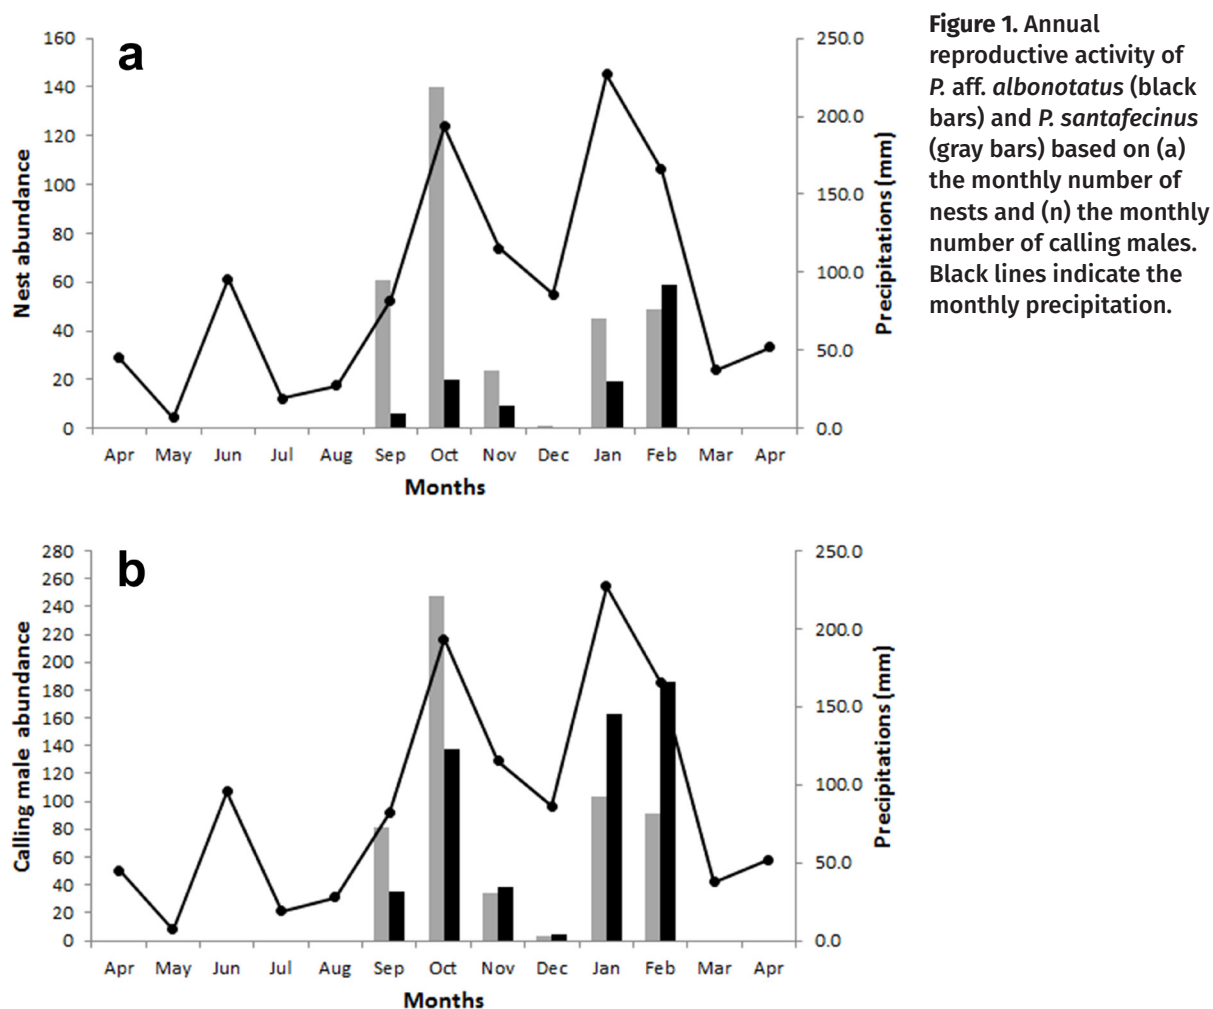 Figure 1. Annual
reproductive activity of
P. aff. albonotatus (black
bars) and P. santafecinus
(gray bars) based on (a)
the monthly number of
nests and (n) the monthly
number of calling males.
Black lines indicate the
monthly precipitation.
a
Nest abundance
160
140
120
100
80
60
40
20
0
Precipitations (mm)
250.0
200.0
150.0
100.0
50.0
0.0
Apr May Jun Jul Aug Sep Oct Nov Dec Jan Feb Mar Apr
Months
b
Calling male abundance
280
260
240
220
200
180
160
140
120
100
80
60
40
20
0
Precipitations (mm)
250.0
200.0
150.0
100.0
50.0
0.0
Apr May Jun Jul Aug Sep Oct Nov Dec Jan Feb Mar Apr
Months